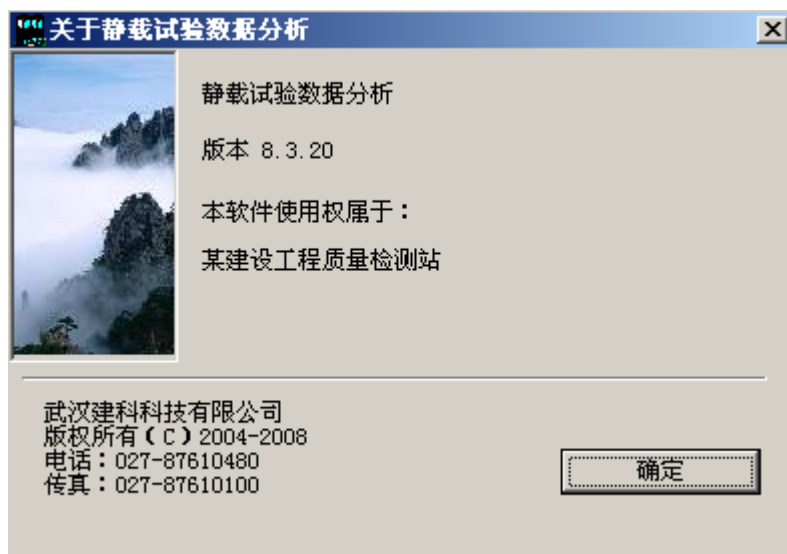 关于静载试验数据分析
静载试验数据分析
版本 8.3.20
本软件使用权属于：
某建设工程质量检测站
武汉建科科技有限公司
版权所有(C)2004-2008
电话：027-87610480
传真：027-87610100
确定